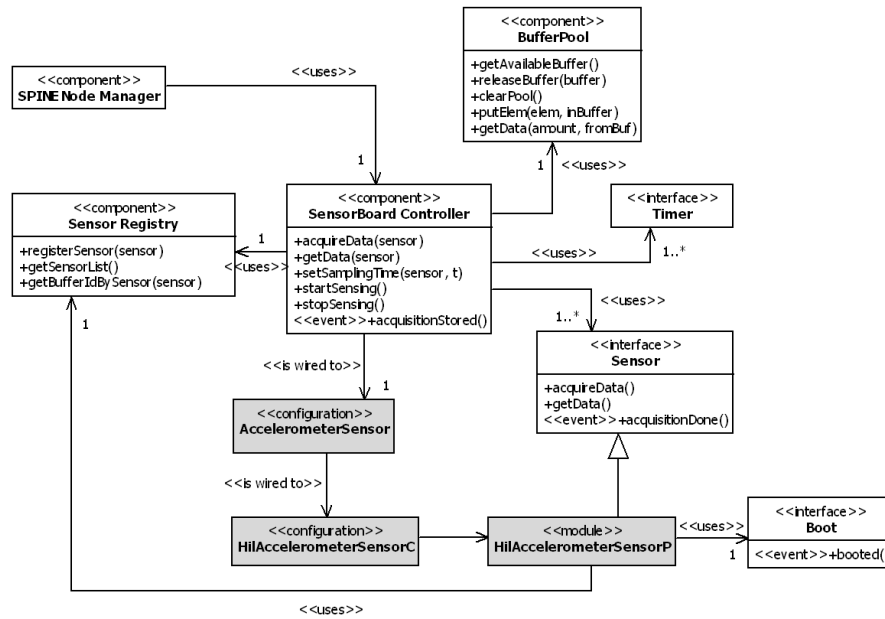 <<component>>
BufferPool
+getAvailableBuffer()
+releaseBuffer(buffer)
+clearPool()
+putElem(elem, inBuffer)
+getData(amount, fromBuf)
<<component>>
SPINE Node Manager
<<uses>>
1
1
<<uses>>
<<component>>
Sensor Registry
+registerSensor(sensor)
+getSensorList()
+getBufferIdBySensor(sensor)
1
<<uses>>
<<component>>
SensorBoard Controller
+acquireData(sensor)
+getData(sensor)
+setSamplingTime(sensor, t)
+startSensing()
+stopSensing()
<<event>>+acquisitionStored()
<<interface>>
Timer
<<uses>>
1..*
<<uses>>
1..*
1
<<interface>>
Sensor
+acquireData()
+getData()
<<event>>+acquisitionDone()
<<is wired to>>
1
<<configuration>>
AccelerometerSensor
<<is wired to>>
<<configuration>>
HilAccelerometerSensorC
<<module>>
HilAccelerometerSensorP
<<uses>>
1
<<interface>>
Boot
<<event>>+booted(
<<uses>>